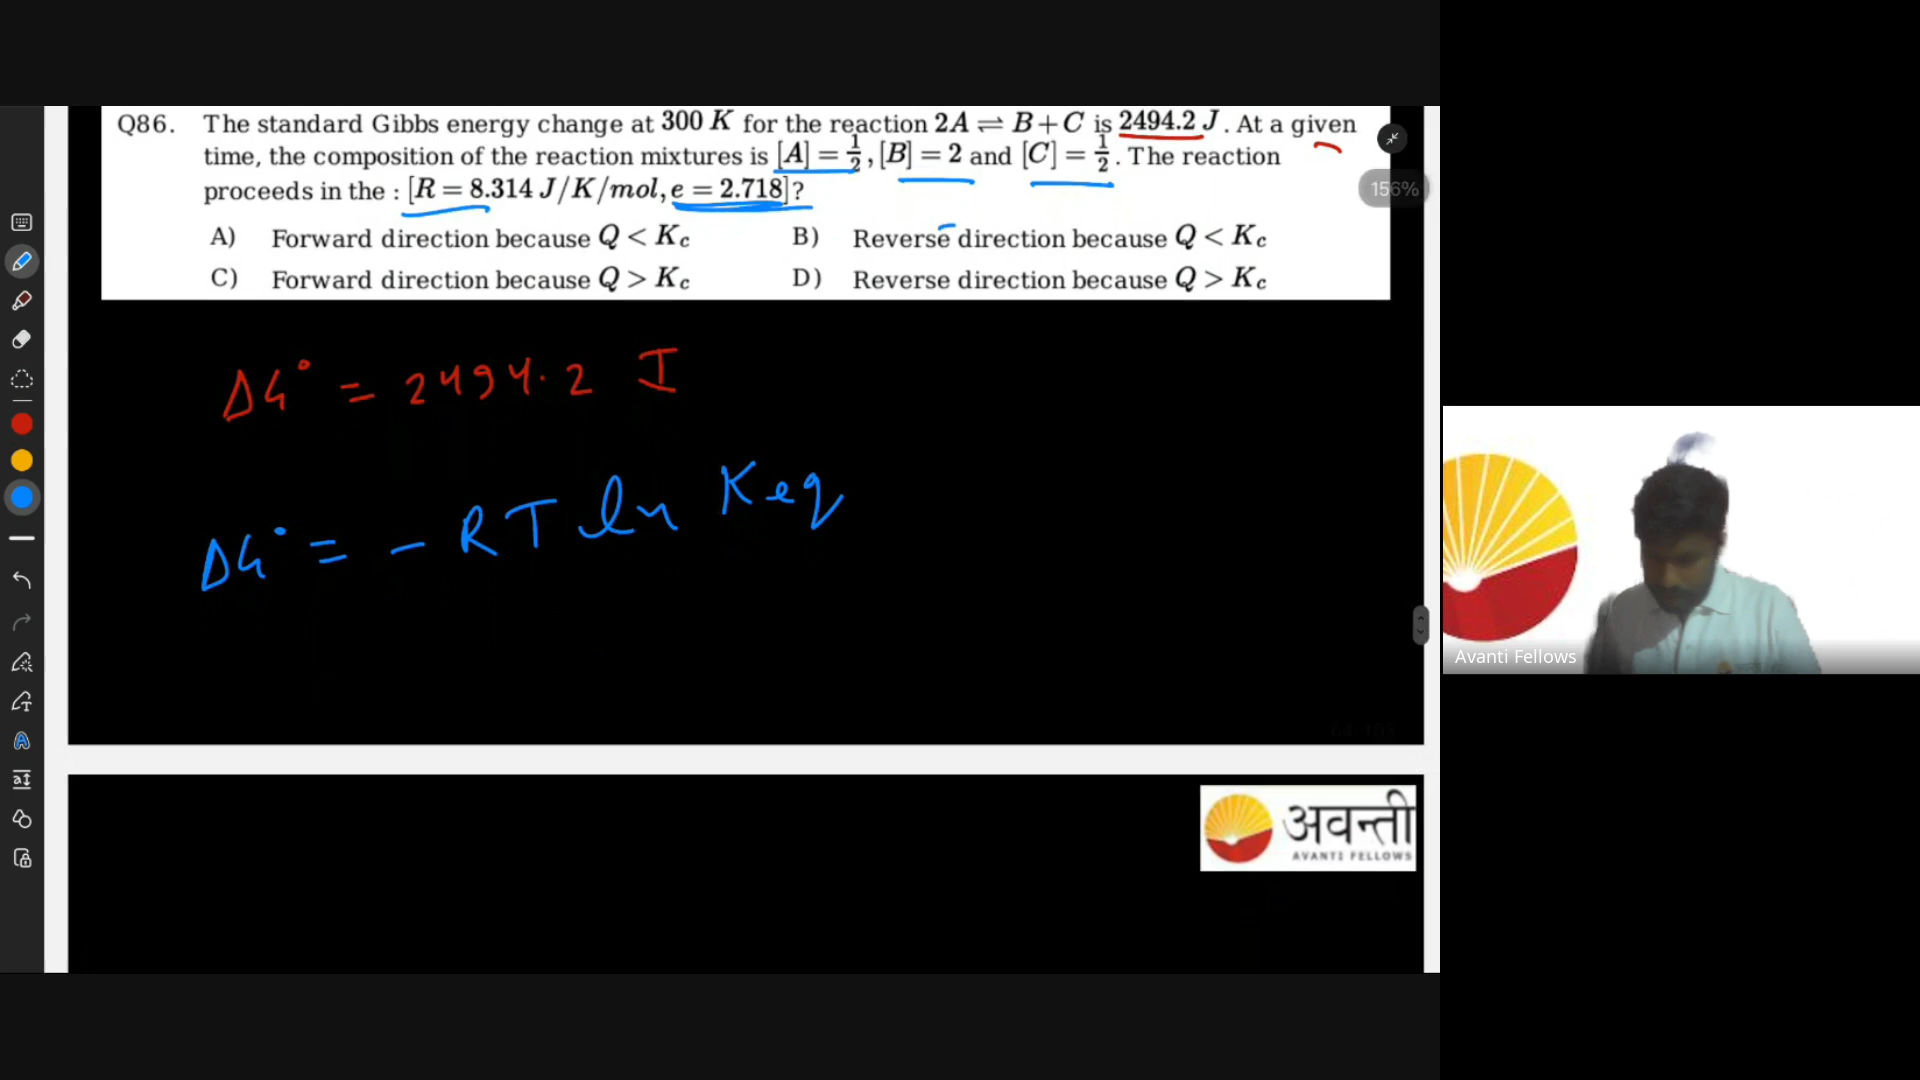 Q86. The standard Gibbs energy change at 300 K for the reaction 2A ⇌ B + C is 2494.2 J. At a given
time, the composition of the reaction mixtures is [A] = 1/2, [B] = 2 and [C] = 1/2. The reaction
proceeds in the : [R = 8.314 J/K/mol, e = 2.718]?
156%
A) Forward direction because Q < Kc B) Reverse direction because Q < Kc
C) Forward direction because Q > Kc D) Reverse direction because Q > Kc
ΔG° = 2494.2 J
ΔG° = - RT ln Keq
Avanti Fellows
अवन्ती
AVANTI FELLOWS